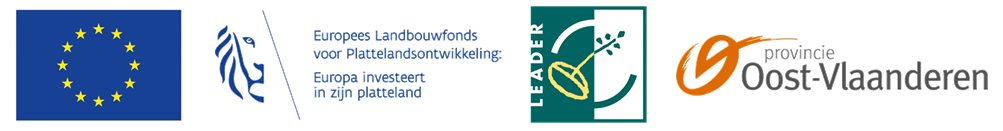 Europees Landbouwfonds
voor Plattelandsontwikkeling:
Europa investeert
in zijn platteland
LEADER
provincie
Oost-Vlaanderen